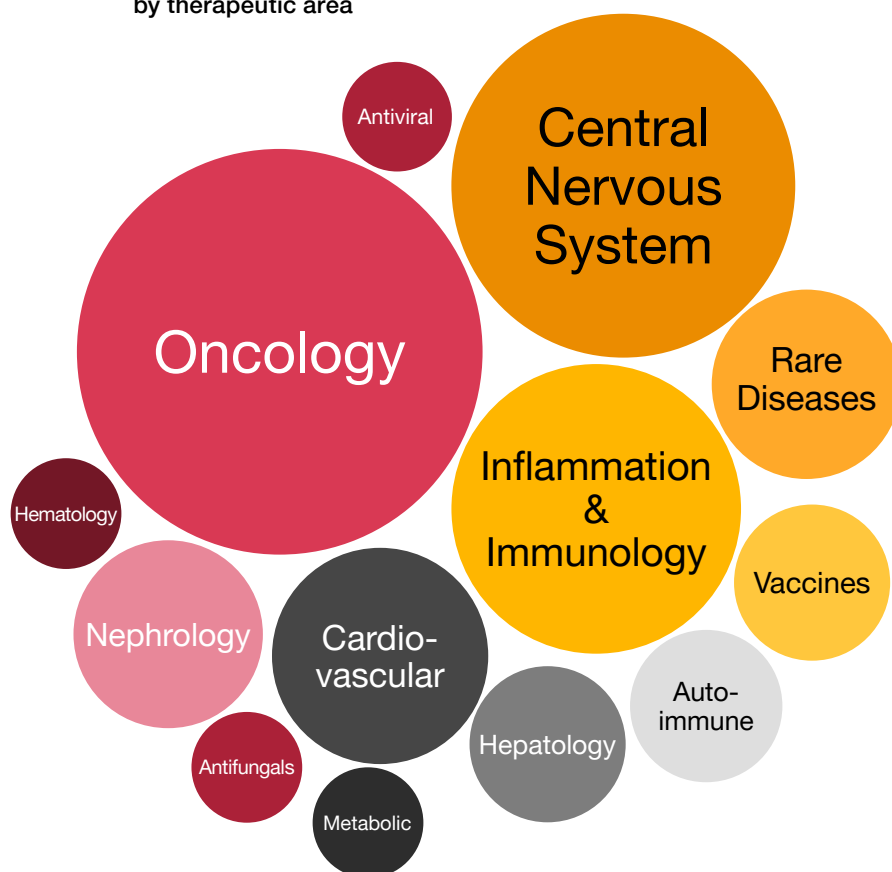 by therapeutic area
Antiviral
Central
Nervous
System
Oncology
Rare
Diseases
Inflammation
&
Immunology
Hematology
Vaccines
Nephrology
Cardio-
vascular
Auto-
immune
Hepatology
Antifungals
Metabolic